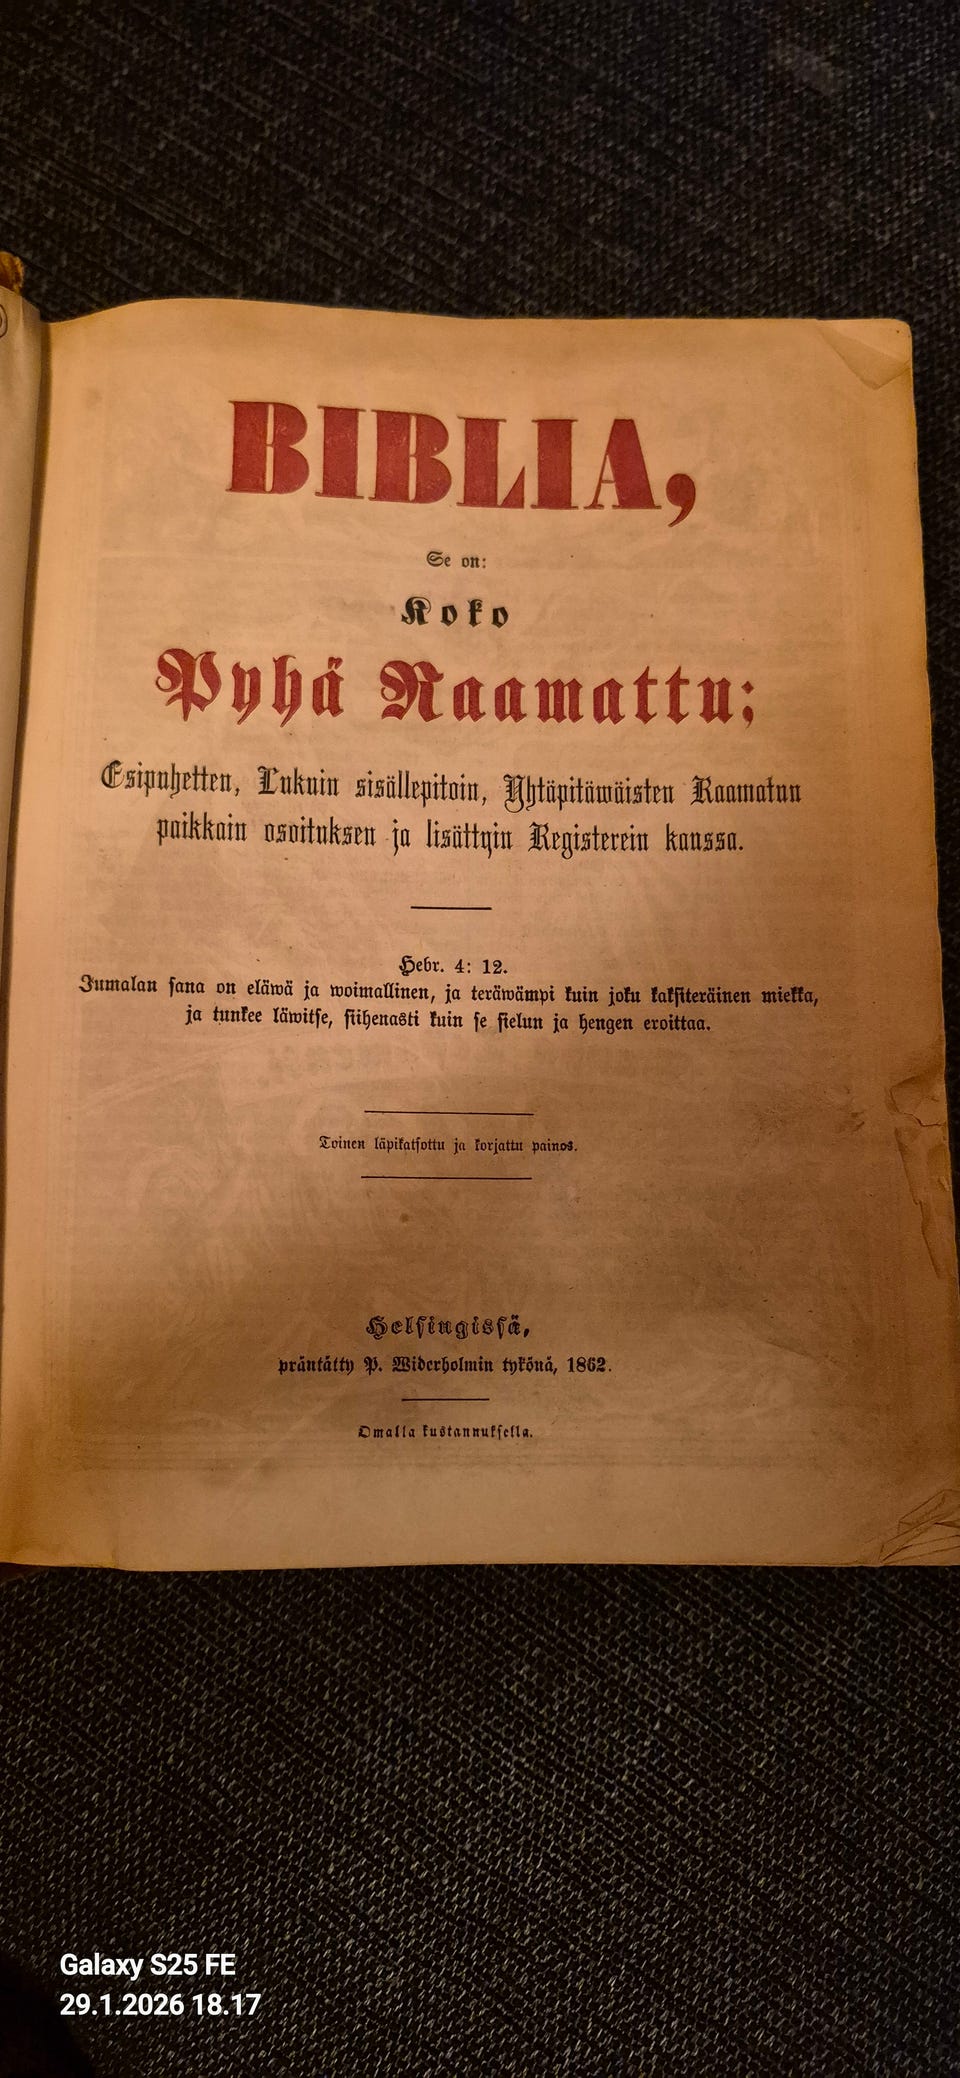 BIBLIA,
Se on:
Koko
Pyhä Raamattu;
Esipuhetten, Lukuin sisällepitoin, Yhtäpitäwäisten Raamatun
paikkain osoituksen ja lisättyin Registerein kanssa.
Hebr. 4: 12.
Jumalan sana on eläwä ja woimallinen, ja teräwämpi kuin joku kaksiteräinen miekka,
ja tunkee läwitse, siihenasti kuin se sielun ja hengen eroittaa.
Toinen läpikatsottu ja korjattu painos.
Helsingissä,
präntätty P. Widerholmin tykönä, 1862.
Omalla kustannuksella.
Galaxy S25 FE
29.1.2026 18.17